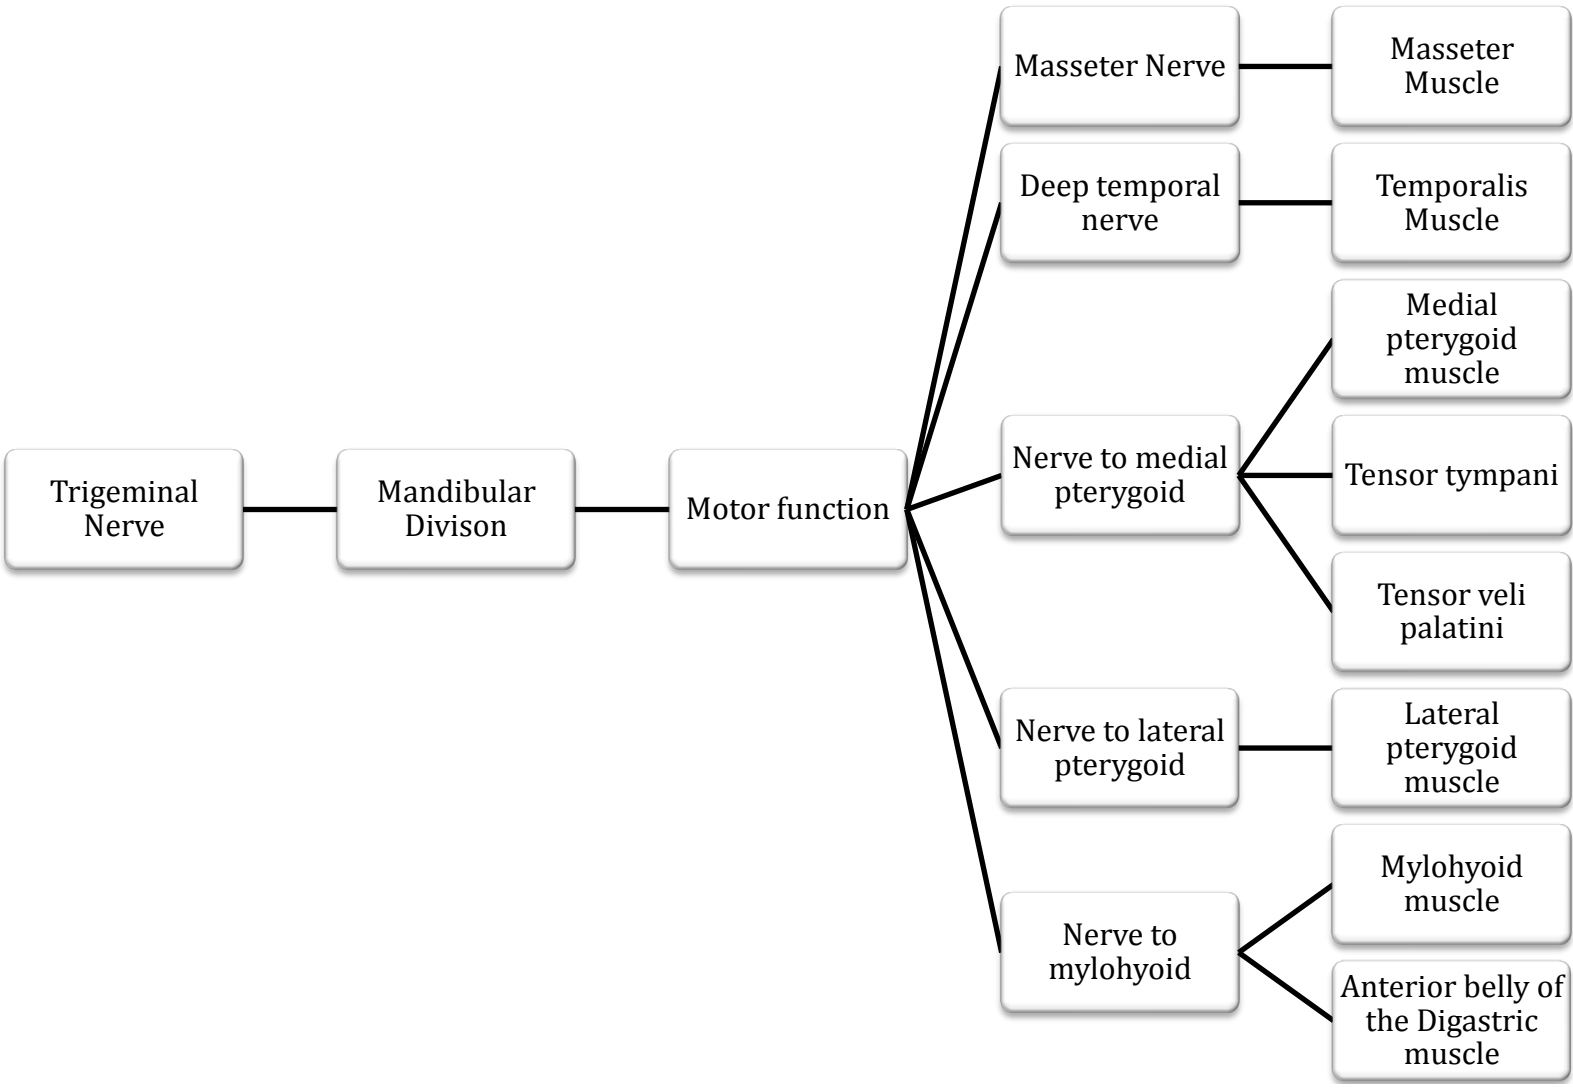 Trigeminal
Nerve
Mandibular
Divison
Motor function
Masseter Nerve
Masseter
Muscle
Deep temporal
nerve
Temporalis
Muscle
Nerve to medial
pterygoid
Medial
pterygoid
muscle
Tensor tympani
Tensor veli
palatini
Nerve to lateral
pterygoid
Lateral
pterygoid
muscle
Nerve to
mylohyoid
Mylohyoid
muscle
Anterior belly of
the Digastric
muscle